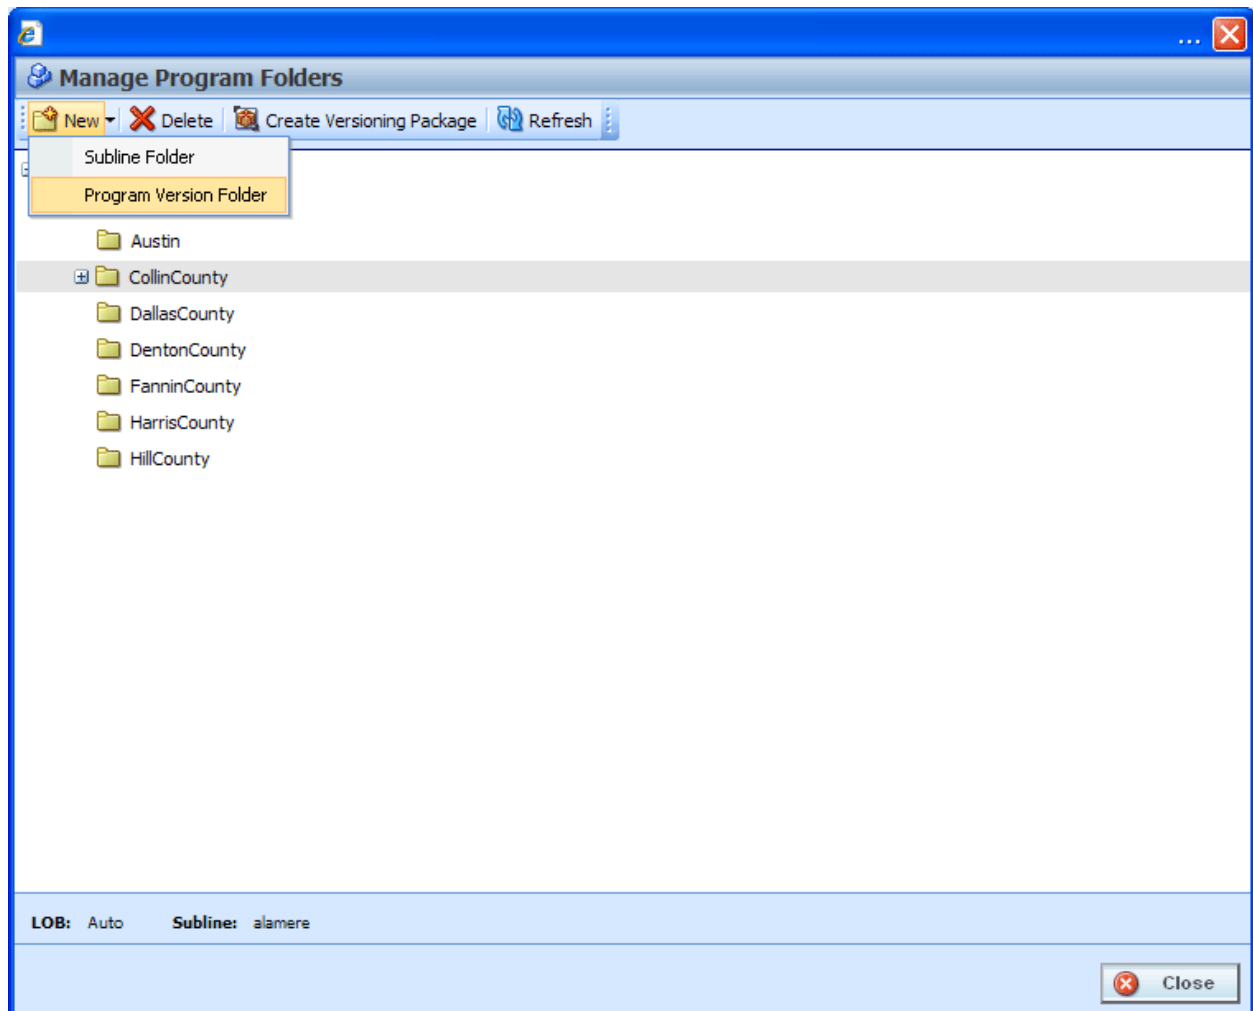 ...
Manage Program Folders
New Delete Create Versioning Package Refresh
Subline Folder
Program Version Folder
Austin
CollinCounty
DallasCounty
DentonCounty
FanninCounty
HarrisCounty
HillCounty
LOB: Auto Subline: alamere
Close